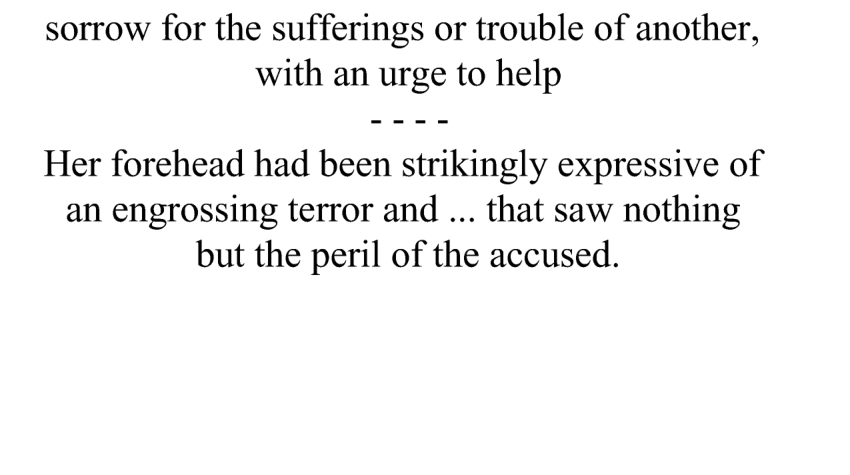 sorrow for the sufferings or trouble of another,
with an urge to help
- - - -
Her forehead had been strikingly expressive of
an engrossing terror and ... that saw nothing
but the peril of the accused.